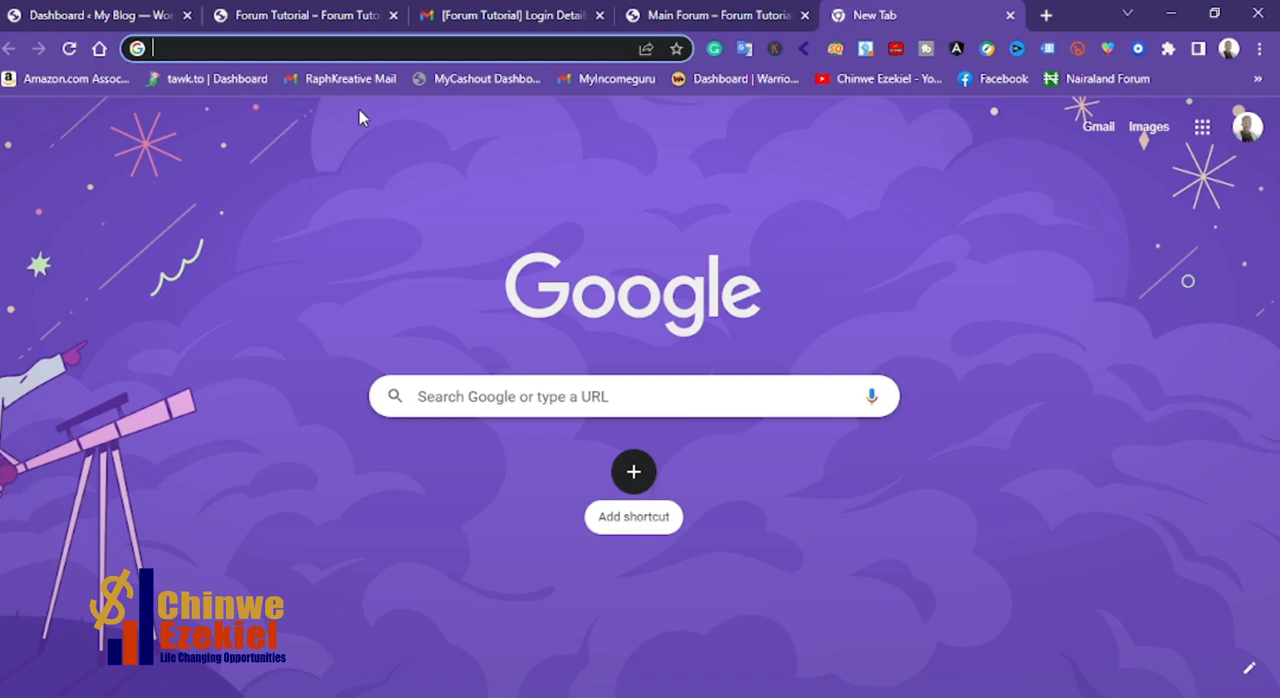 Dashboard ‹ My Blog — Wor
Forum Tutorial – Forum Tuto
[Forum Tutorial] Login Detail
Main Forum – Forum Tutoria
New Tab
Amazon.com Assoc...
tawk.to | Dashboard
RaphKreative Mail
MyCashout Dashbo...
MyIncomeguru
Dashboard | Warrio...
Chinwe Ezekiel - Yo...
Facebook
Nairaland Forum
»
Gmail
Images
Google
Search Google or type a URL
Add shortcut
Chinwe
Ezekiel
Life Changing Opportunities